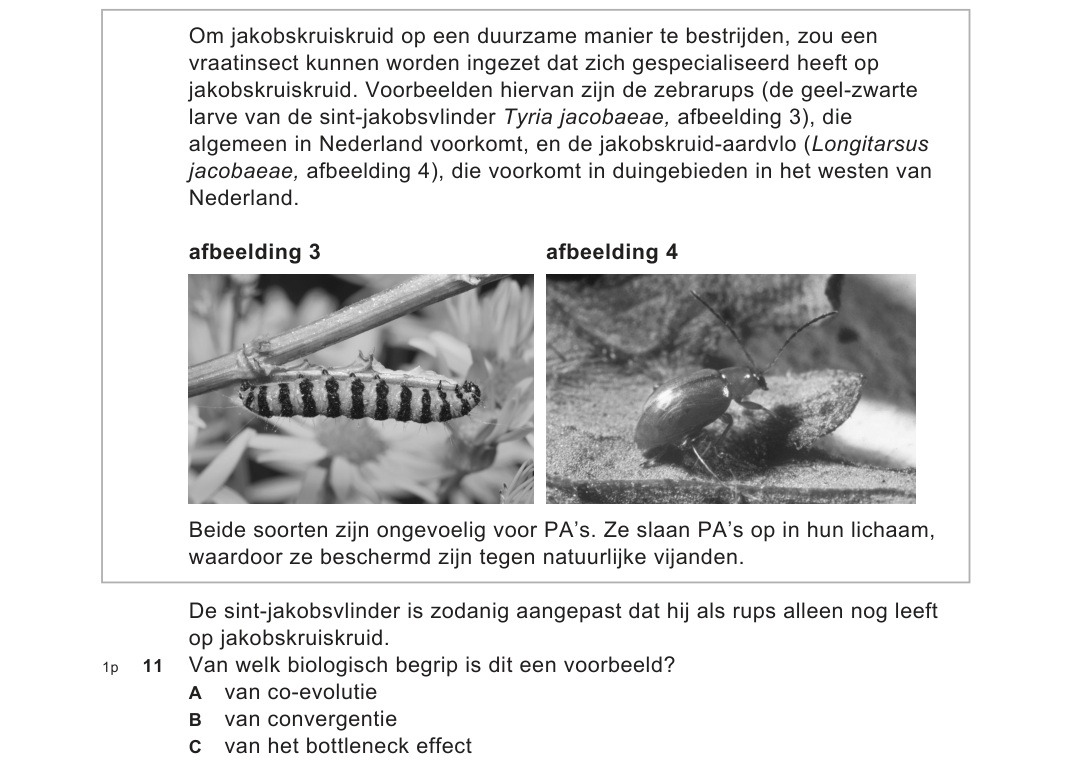 Om jakobskruiskruid op een duurzame manier te bestrijden, zou een
vraatinsect kunnen worden ingezet dat zich gespecialiseerd heeft op
jakobskruiskruid. Voorbeelden hiervan zijn de zebrarups (de geel-zwarte
larve van de sint-jakobsvlinder Tyria jacobaeae, afbeelding 3), die
algemeen in Nederland voorkomt, en de jakobskruid-aardvlo (Longitarsus
jacobaeae, afbeelding 4), die voorkomt in duingebieden in het westen van
Nederland.
afbeelding 3 afbeelding 4
Beide soorten zijn ongevoelig voor PA’s. Ze slaan PA’s op in hun lichaam,
waardoor ze beschermd zijn tegen natuurlijke vijanden.
De sint-jakobsvlinder is zodanig aangepast dat hij als rups alleen nog leeft
op jakobskruiskruid.
1p 11 Van welk biologisch begrip is dit een voorbeeld?
A van co-evolutie
B van convergentie
C van het bottleneck effect